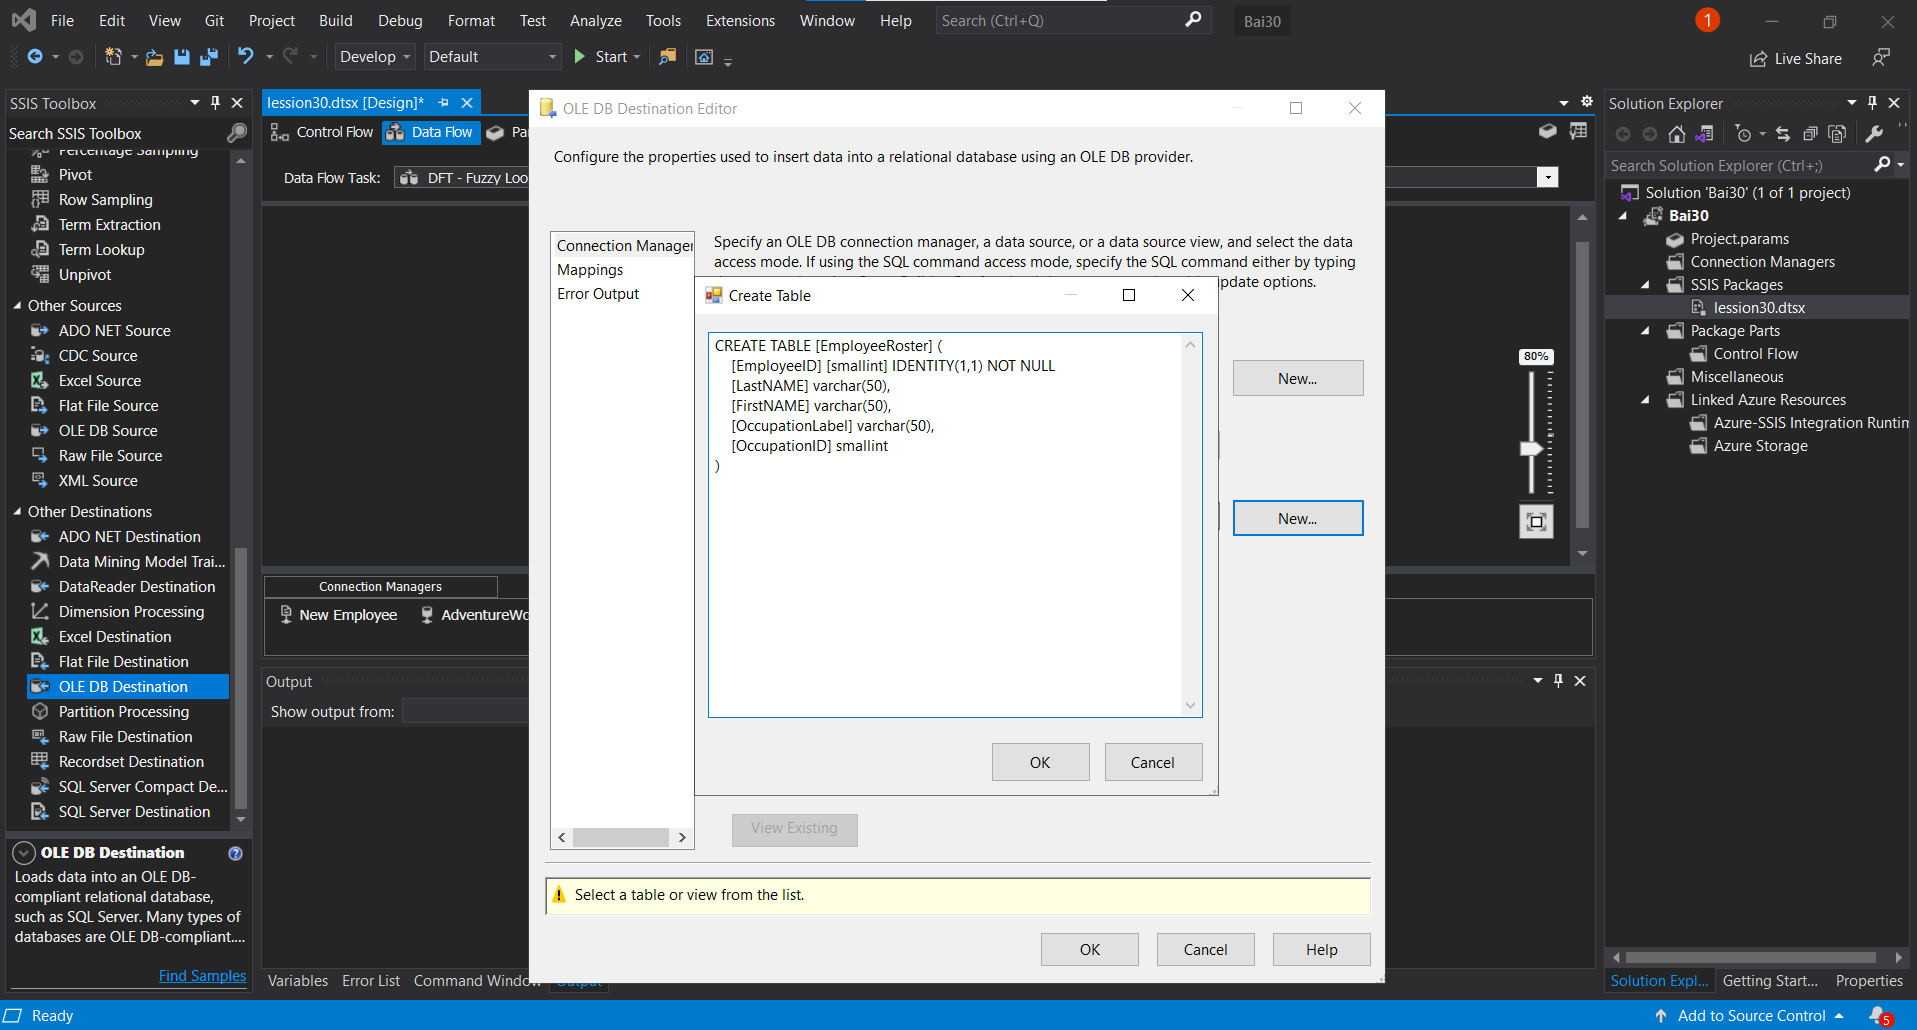 File Edit View Git Project Build Debug Format Test Analyze Tools Extensions Window Help Search (Ctrl+Q) Bai30 1
Develop Default Start Live Share
SSIS Toolbox
Search SSIS Toolbox
Percentage Sampling
Pivot
Row Sampling
Term Extraction
Term Lookup
Unpivot
Other Sources
ADO NET Source
CDC Source
Excel Source
Flat File Source
OLE DB Source
Raw File Source
XML Source
Other Destinations
ADO NET Destination
Data Mining Model Trai...
DataReader Destination
Dimension Processing
Excel Destination
Flat File Destination
OLE DB Destination
Partition Processing
Raw File Destination
Recordset Destination
SQL Server Compact De...
SQL Server Destination
OLE DB Destination
Loads data into an OLE DB-
compliant relational database,
such as SQL Server. Many types of
databases are OLE DB-compliant....
Find Samples
lession30.dtsx [Design]*
Control Flow Data Flow Pa
Data Flow Task: DFT - Fuzzy Loo
80%
Connection Managers
New Employee AdventureWo
Output
Show output from:
Variables Error List Command Window Output
OLE DB Destination Editor
Configure the properties used to insert data into a relational database using an OLE DB provider.
Connection Manager
Mappings
Error Output
Specify an OLE DB connection manager, a data source, or a data source view, and select the data
access mode. If using the SQL command access mode, specify the SQL command either by typing
update options.
New...
New...
View Existing
Select a table or view from the list.
OK Cancel Help
Create Table
CREATE TABLE [EmployeeRoster] (
[EmployeeID] [smallint] IDENTITY(1,1) NOT NULL
[LastNAME] varchar(50),
[FirstNAME] varchar(50),
[OccupationLabel] varchar(50),
[OccupationID] smallint
)
OK Cancel
Solution Explorer
Search Solution Explorer (Ctrl+;)
Solution 'Bai30' (1 of 1 project)
Bai30
Project.params
Connection Managers
SSIS Packages
lession30.dtsx
Package Parts
Control Flow
Miscellaneous
Linked Azure Resources
Azure-SSIS Integration Runtim
Azure Storage
Solution Expl... Getting Start... Properties
Ready Add to Source Control 5